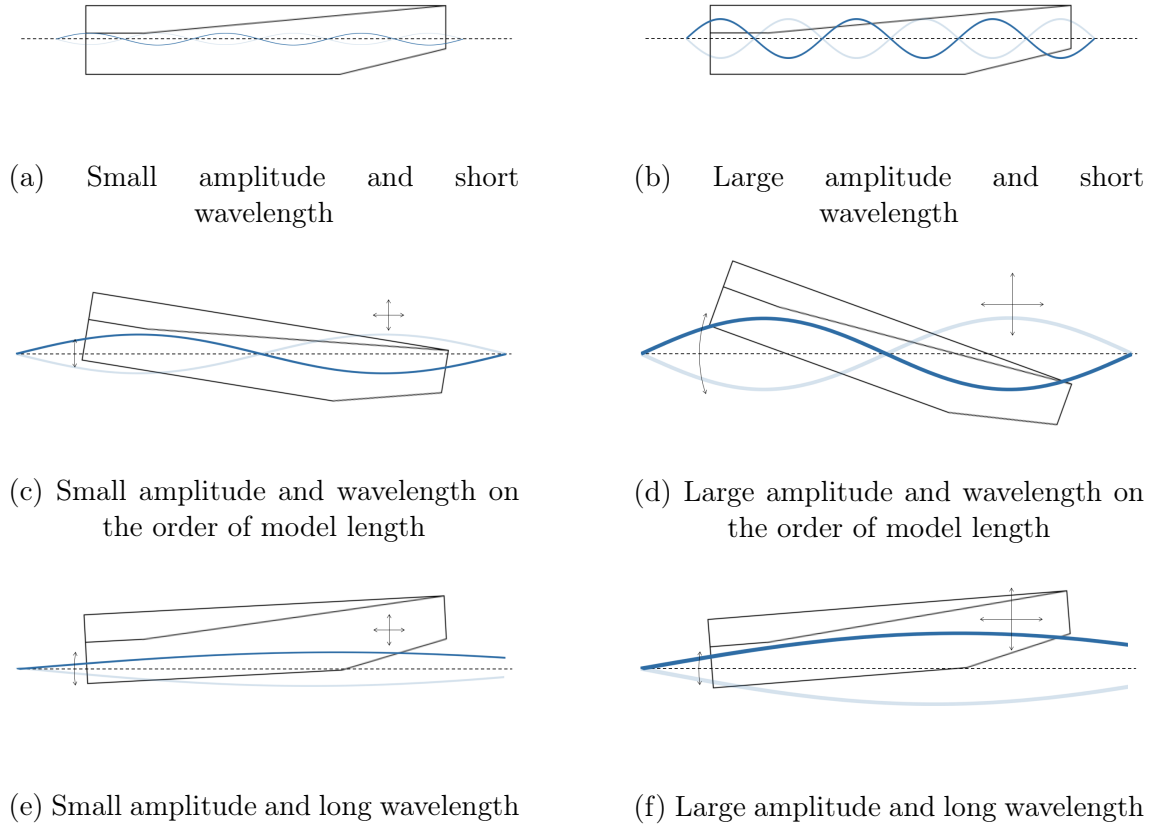 (a) Small amplitude and short
wavelength
(b) Large amplitude and short
wavelength
(c) Small amplitude and wavelength on
the order of model length
(d) Large amplitude and wavelength on
the order of model length
(e) Small amplitude and long wavelength
(f) Large amplitude and long wavelength